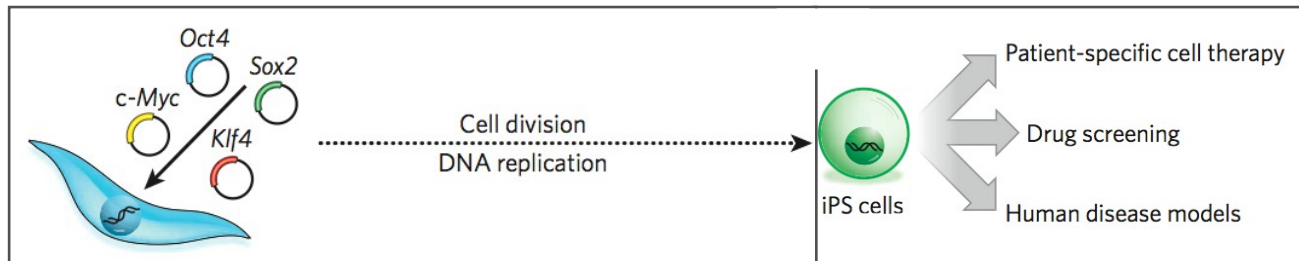 Oct4
Sox2
c-Myc
Klf4
Cell division
DNA replication
iPS cells
Patient-specific cell therapy
Drug screening
Human disease models